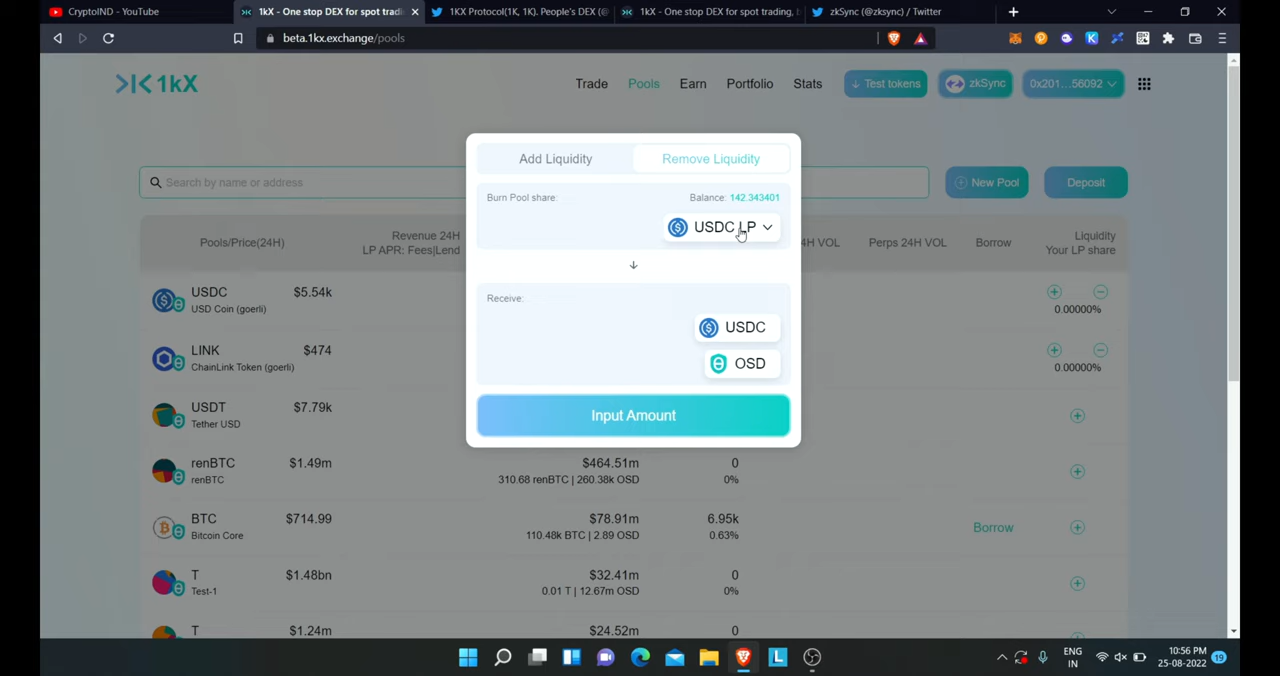 CryptoIND - YouTube
1kX - One stop DEX for spot tradi
1KX Protocol(1K, 1K). People's DEX (@
1kX - One stop DEX for spot trading, l
zkSync (@zksync) / Twitter
beta.1kx.exchange/pools
1kX
Trade
Pools
Earn
Portfolio
Stats
Test tokens
zkSync
0x201...56092
Add Liquidity
Remove Liquidity
Search by name or address
New Pool
Deposit
Burn Pool share:
Balance: 142.343401
USDC LP
Pools/Price(24H)
Revenue 24H
LP APR: Fees|Lend
4H VOL
Perps 24H VOL
Borrow
Liquidity
Your LP share
Receive:
USDC
OSD
Input Amount
USDC $5.54k
USD Coin (goerli)
0.00000%
LINK $474
ChainLink Token (goerli)
0.00000%
USDT $7.79k
Tether USD
renBTC $1.49m $464.51m 0
renBTC 310.68 renBTC | 260.38k OSD 0%
BTC $714.99 $78.91m 6.95k
Bitcoin Core 110.48k BTC | 2.89 OSD 0.63% Borrow
T $1.48bn $32.41m 0
Test-1 0.01 T | 12.67m OSD 0%
T $1.24m $24.52m 0
ENG
IN
10:56 PM
25-08-2022
19